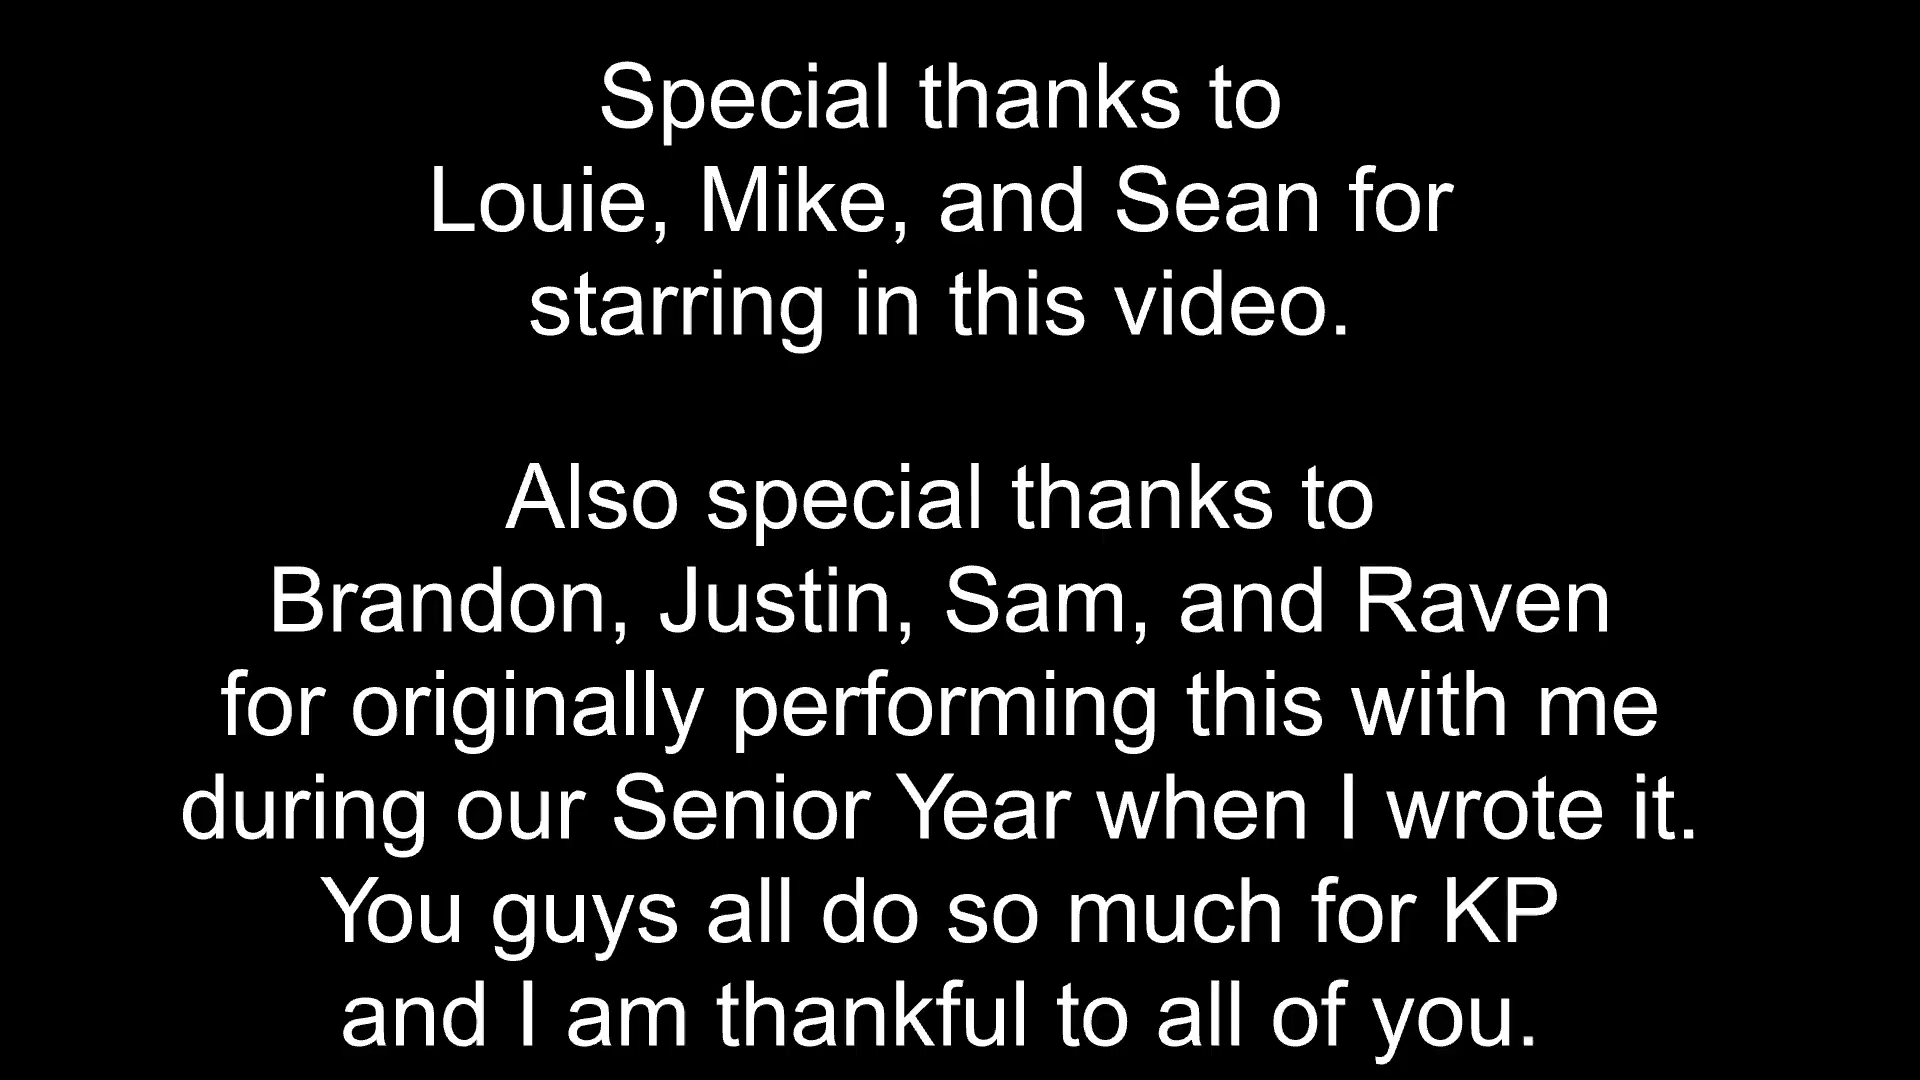 Special thanks to
Louie, Mike, and Sean for
starring in this video.
Also special thanks to
Brandon, Justin, Sam, and Raven
for originally performing this with me
during our Senior Year when I wrote it.
You guys all do so much for KP
and I am thankful to all of you.